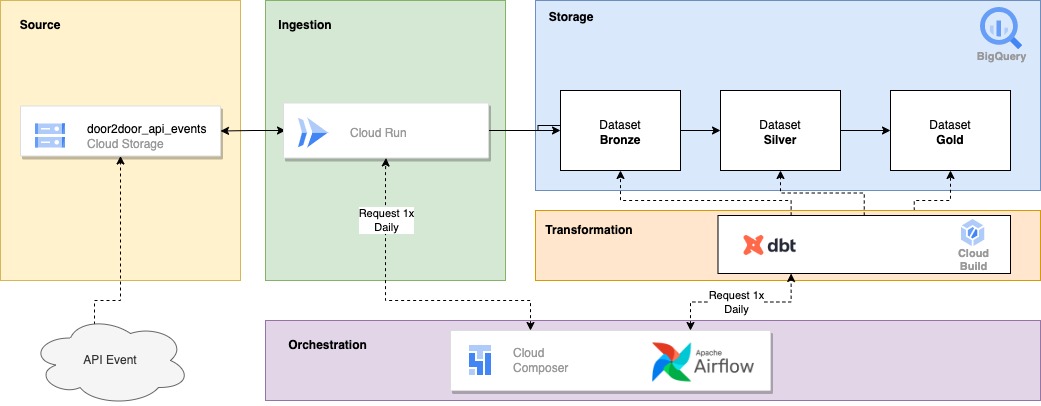 Source
Ingestion
Storage
BigQuery
door2door_api_events
Cloud Storage
Cloud Run
Dataset
Bronze
Dataset
Silver
Dataset
Gold
Request 1x
Daily
Transformation
dbt
Cloud
Build
Request 1x
Daily
API Event
Orchestration
Cloud
Composer
Apache
Airflow